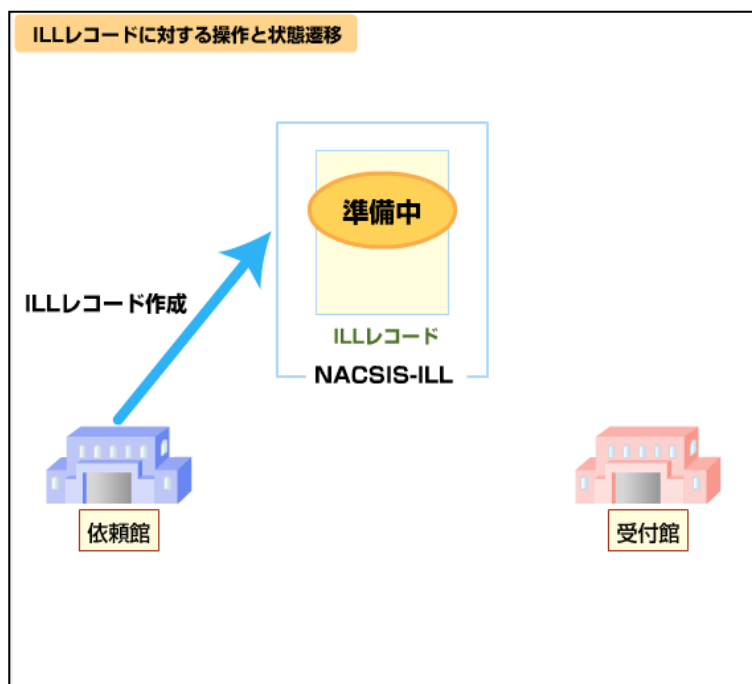 ILLレコードに対する操作と状態遷移
準備中
ILLレコード作成
ILLレコード
NACSIS-ILL
依頼館
受付館